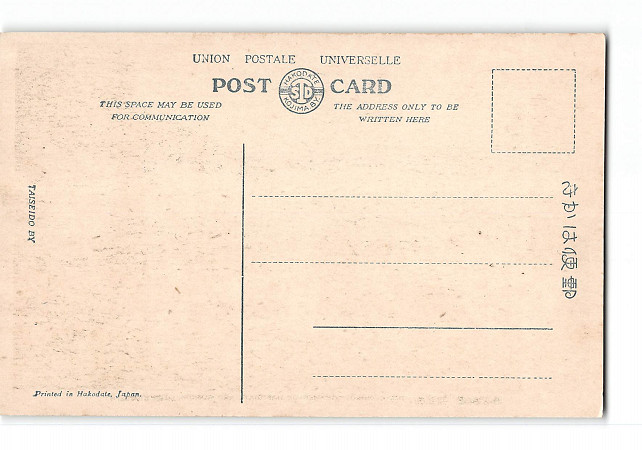 UNION POSTALE UNIVERSELLE
POST CARD
HAKODATE
KOJIMA BY
THIS SPACE MAY BE USED
FOR COMMUNICATION
THE ADDRESS ONLY TO BE
WRITTEN HERE
TAISEIDO BY
きかは便郵
Printed in Hakodate, Japan.